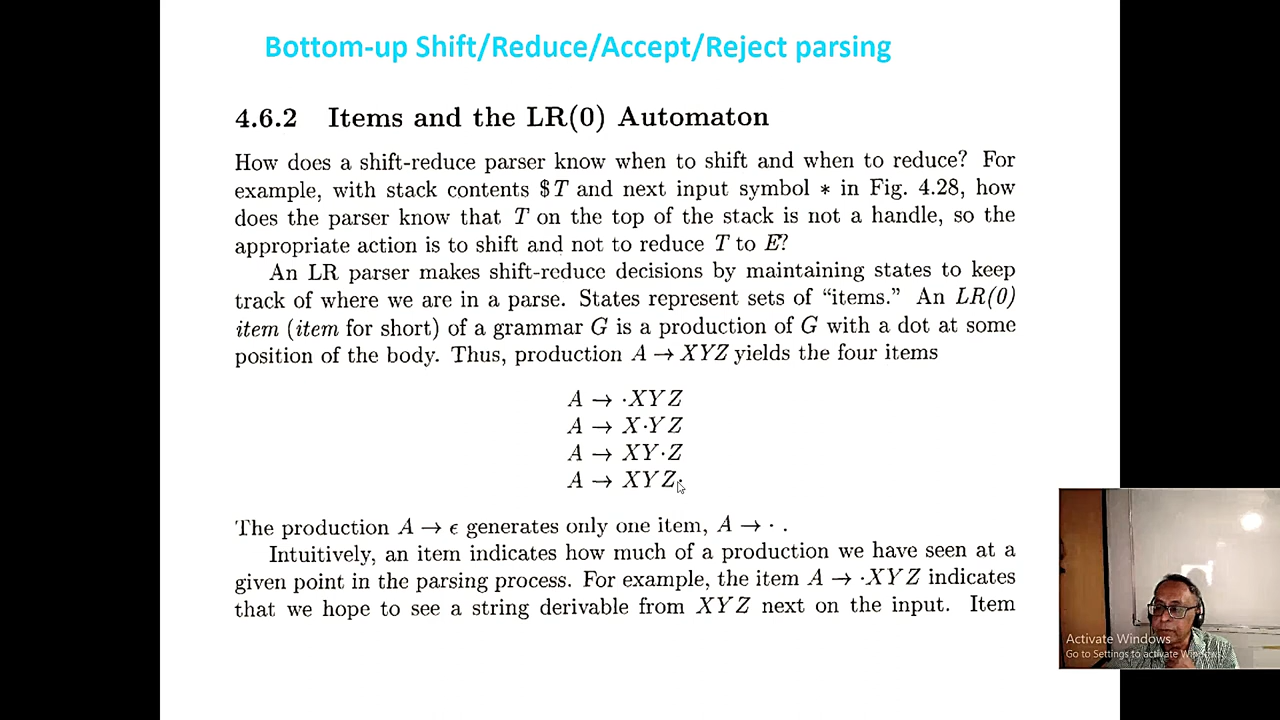 Bottom-up Shift/Reduce/Accept/Reject parsing
4.6.2 Items and the LR(0) Automaton
How does a shift-reduce parser know when to shift and when to reduce? For
example, with stack contents $T and next input symbol * in Fig. 4.28, how
does the parser know that T on the top of the stack is not a handle, so the
appropriate action is to shift and not to reduce T to E?
An LR parser makes shift-reduce decisions by maintaining states to keep
track of where we are in a parse. States represent sets of “items.” An LR(0)
item (item for short) of a grammar G is a production of G with a dot at some
position of the body. Thus, production A → XYZ yields the four items
A → ·XYZ
A → X·YZ
A → XY·Z
A → XYZ·
The production A → ϵ generates only one item, A → · .
Intuitively, an item indicates how much of a production we have seen at a
given point in the parsing process. For example, the item A → ·XYZ indicates
that we hope to see a string derivable from XYZ next on the input. Item
Activate Windows
Go to Settings to activate Windows.